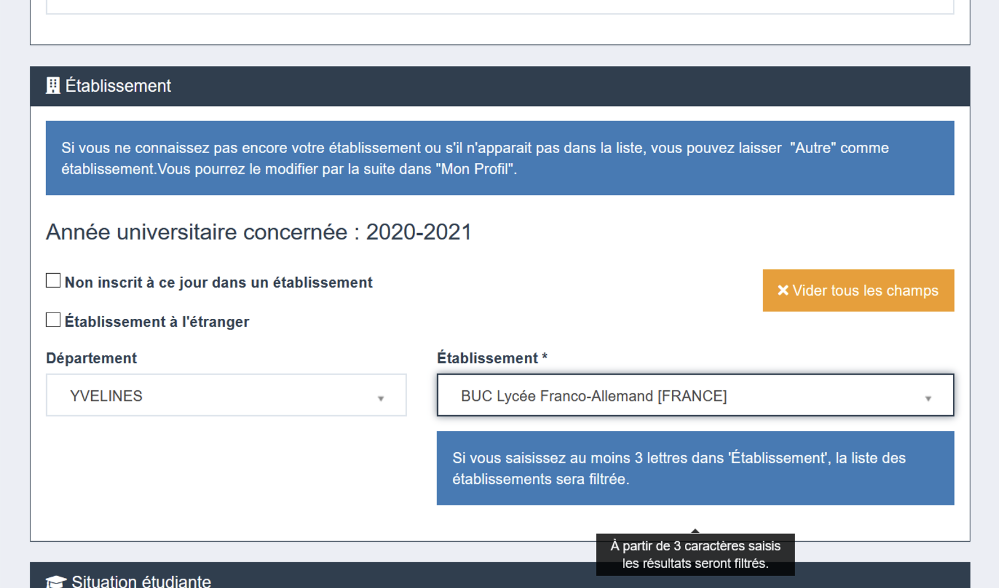 Établissement
Si vous ne connaissez pas encore votre établissement ou s'il n'apparait pas dans la liste, vous pouvez laisser  "Autre" comme
établissement.Vous pourrez le modifier par la suite dans "Mon Profil".
Année universitaire concernée : 2020-2021
Non inscrit à ce jour dans un établissement
Vider tous les champs
Établissement à l'étranger
Département
Établissement *
YVELINES
BUC Lycée Franco-Allemand [FRANCE]
Si vous saisissez au moins 3 lettres dans 'Établissement', la liste des
établissements sera filtrée.
À partir de 3 caractères saisis
les résultats seront filtrés.
Situation étudiante